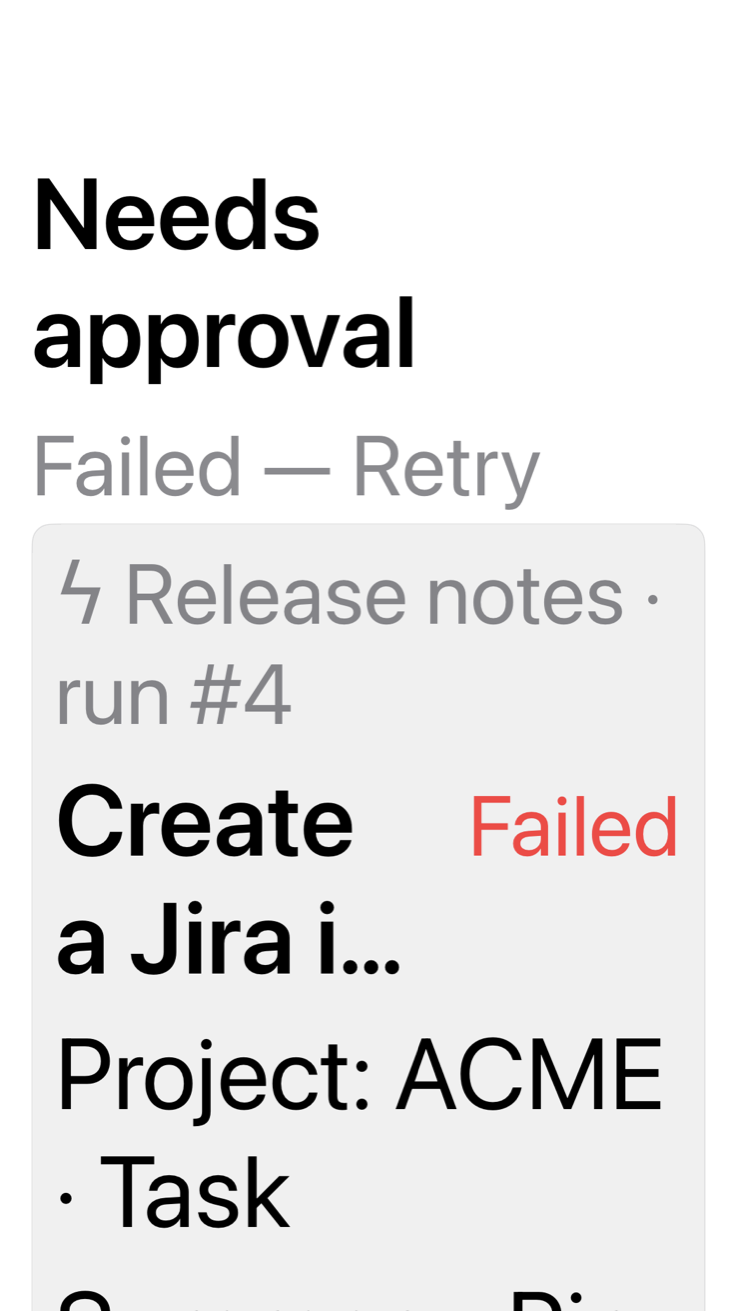 Needs
approval
Failed — Retry
ϟ Release notes ·
run #4
Create
a Jira i…
Failed
Project: ACME
· Task